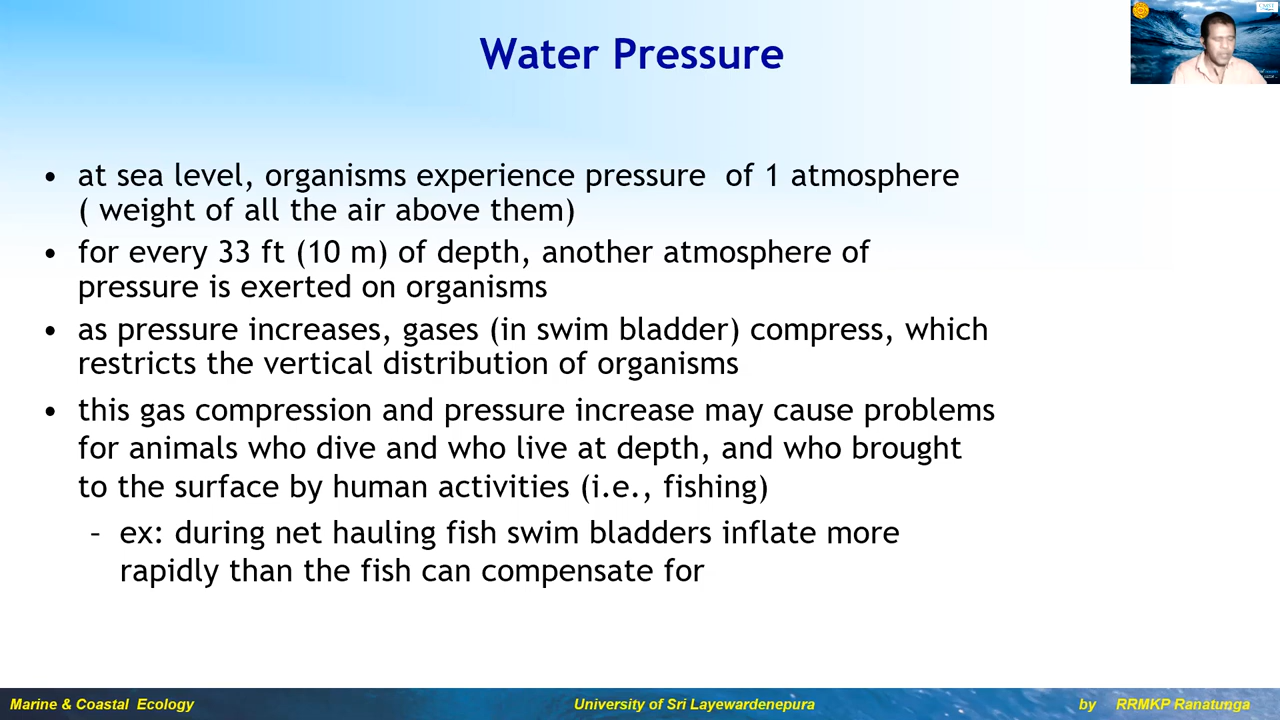 Water Pressure
• at sea level, organisms experience pressure of 1 atmosphere
( weight of all the air above them)
• for every 33 ft (10 m) of depth, another atmosphere of
pressure is exerted on organisms
• as pressure increases, gases (in swim bladder) compress, which
restricts the vertical distribution of organisms
• this gas compression and pressure increase may cause problems
for animals who dive and who live at depth, and who brought
to the surface by human activities (i.e., fishing)
– ex: during net hauling fish swim bladders inflate more
rapidly than the fish can compensate for
Marine & Coastal Ecology University of Sri Layewardenepura by RRMKP Ranatunga